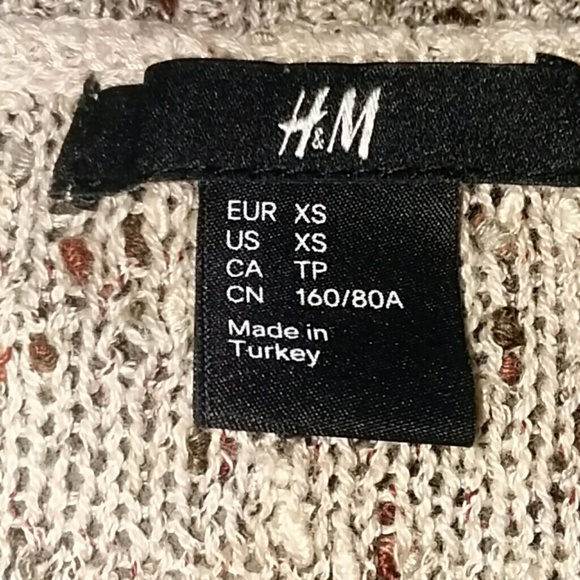 H&M
EUR XS
US XS
CA TP
CN 160/80A
Made in
Turkey